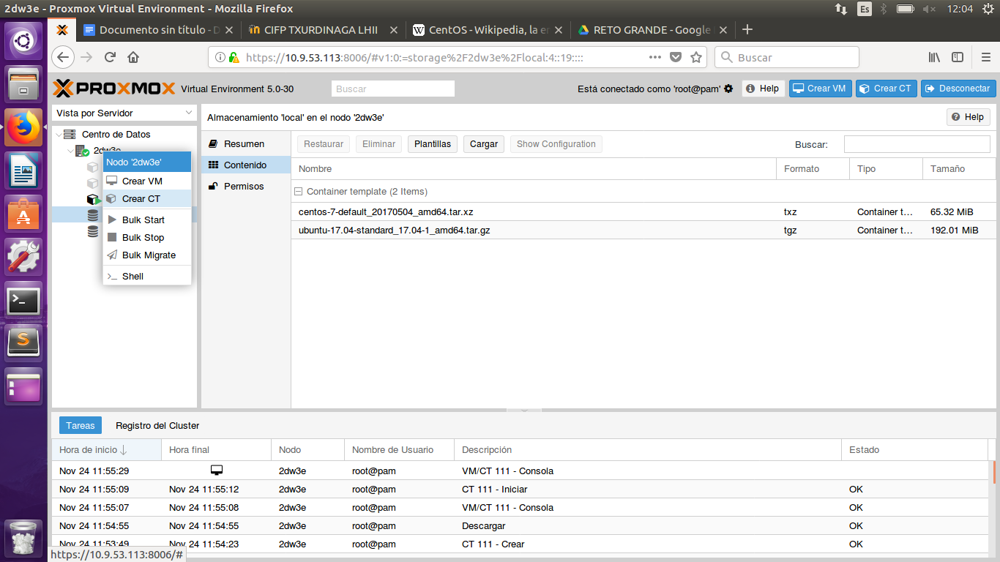 2dw3e - Proxmox Virtual Environment - Mozilla Firefox Es 12:04
Documento sin título - D CIFP TXURDINAGA LHII CentOS - Wikipedia, la en RETO GRANDE - Google
https://10.9.53.113:8006/#v1:0:=storage%2F2dw3e%2Flocal:4::19:::: Buscar
PROXMOX Virtual Environment 5.0-30 Buscar Está conectado como 'root@pam' Help Crear VM Crear CT Desconectar
Vista por Servidor
Almacenamiento 'local' en el nodo '2dw3e' Help
Centro de Datos
2dw3e
Nodo '2dw3e'
Crear VM
Crear CT
Bulk Start
Bulk Stop
Bulk Migrate
Shell
Resumen
Contenido
Permisos
Restaurar Eliminar Plantillas Cargar Show Configuration Buscar:
Nombre Formato Tipo Tamaño
Container template (2 Items)
centos-7-default_20170504_amd64.tar.xz txz Container t... 65.32 MiB
ubuntu-17.04-standard_17.04-1_amd64.tar.gz tgz Container t... 192.01 MiB
Tareas Registro del Cluster
Hora de inicio Hora final Nodo Nombre de Usuario Descripción Estado
Nov 24 11:55:29 2dw3e root@pam VM/CT 111 - Consola
Nov 24 11:55:09 Nov 24 11:55:12 2dw3e root@pam CT 111 - Iniciar OK
Nov 24 11:55:07 Nov 24 11:55:08 2dw3e root@pam VM/CT 111 - Consola OK
Nov 24 11:54:55 Nov 24 11:54:55 2dw3e root@pam Descargar OK
Nov 24 11:53:49 Nov 24 11:54:23 2dw3e root@pam CT 111 - Crear OK
https://10.9.53.113:8006/#